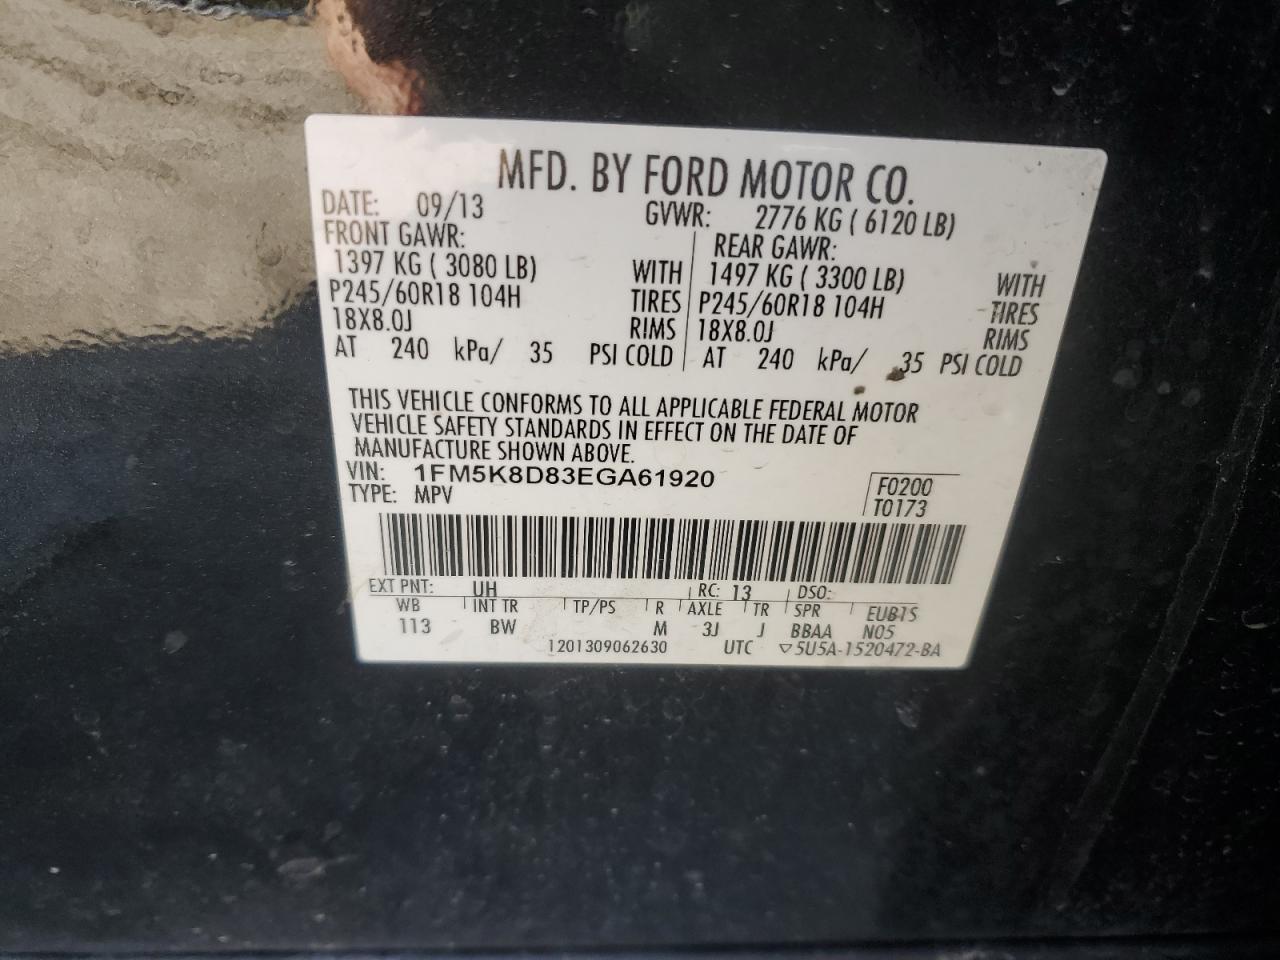 MFD. BY FORD MOTOR CO.
DATE: 09/13 GVWR: 2776 KG ( 6120 LB)
FRONT GAWR: REAR GAWR:
1397 KG ( 3080 LB) WITH 1497 KG ( 3300 LB) WITH
P245/60R18 104H TIRES P245/60R18 104H TIRES
18X8.0J RIMS 18X8.0J RIMS
AT 240 kPa/ 35 PSI COLD AT 240 kPa/ 35 PSI COLD
THIS VEHICLE CONFORMS TO ALL APPLICABLE FEDERAL MOTOR
VEHICLE SAFETY STANDARDS IN EFFECT ON THE DATE OF
MANUFACTURE SHOWN ABOVE.
VIN: 1FM5K8D83EGA61920 F0200
TYPE: MPV T0173
EXT PNT: UH RC: 13 DSO:
WB INT TR TP/PS R AXLE TR SPR EUB1S
113 BW M 3J J BBAA N05
1201309062630 UTC ▽5U5A-1520472-BA